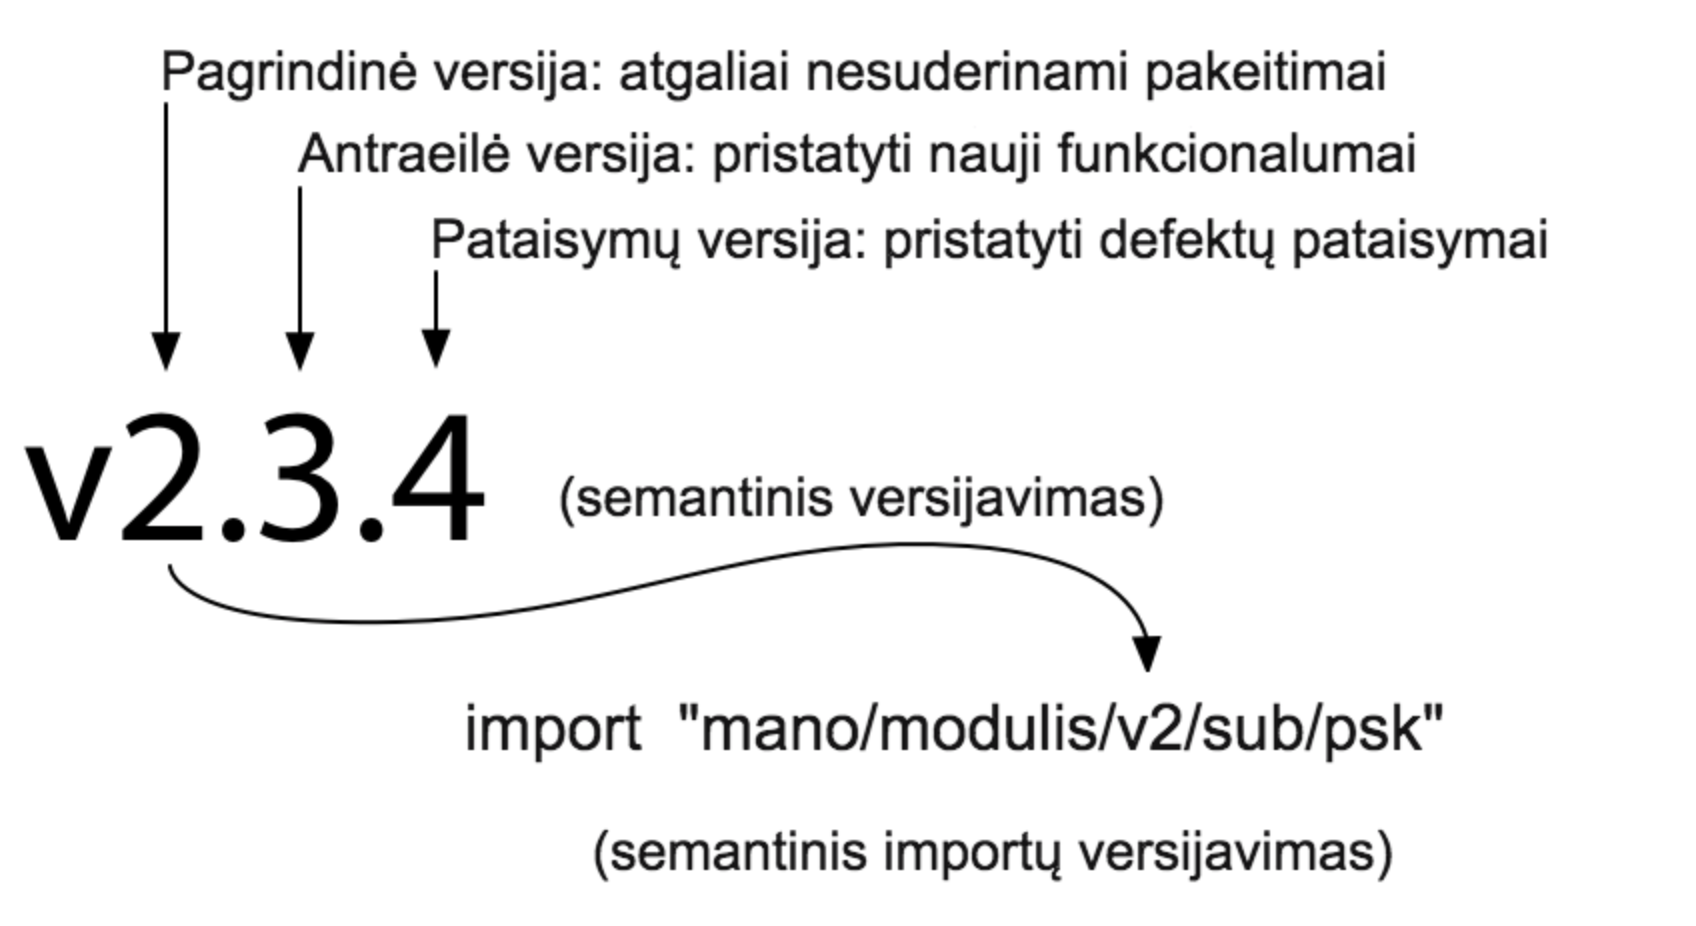 Pagrindinė versija: atgaliai nesuderinami pakeitimai
Antraeilė versija: pristatyti nauji funkcionalumai
Pataisymų versija: pristatyti defektų pataisymai
v2.3.4 (semantinis versijavimas)
import "mano/modulis/v2/sub/psk"
(semantinis importų versijavimas)